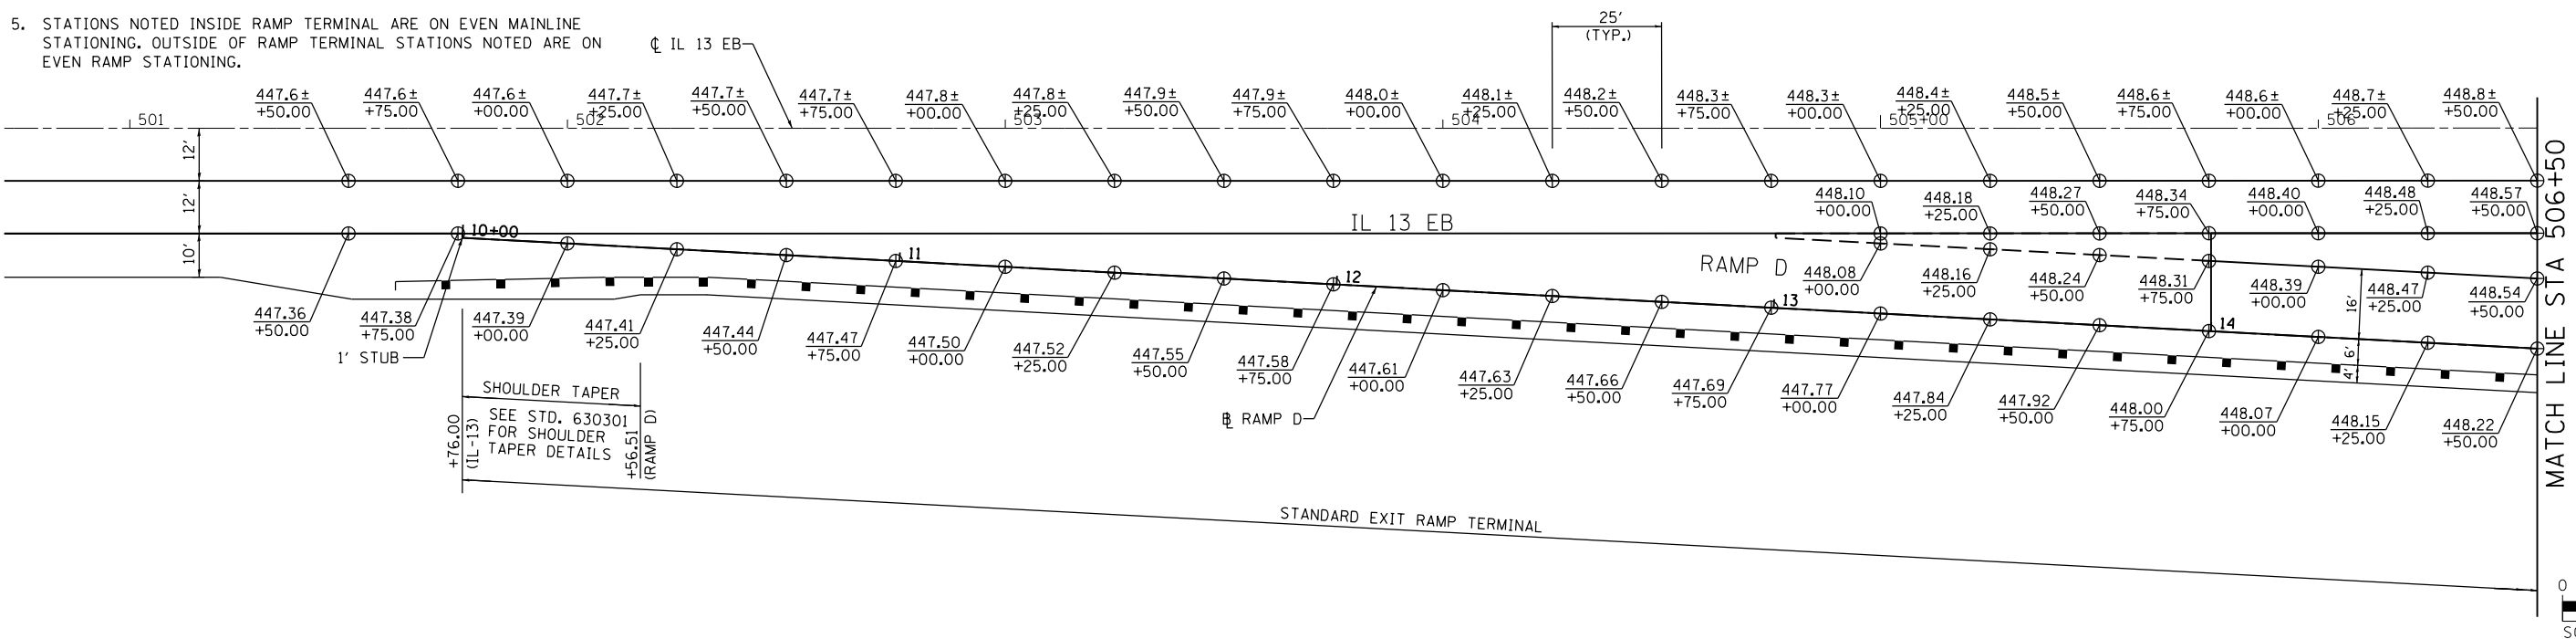 5. STATIONS NOTED INSIDE RAMP TERMINAL ARE ON EVEN MAINLINE
STATIONING. OUTSIDE OF RAMP TERMINAL STATIONS NOTED ARE ON
EVEN RAMP STATIONING.
℄ IL 13 EB
25'
(TYP.)
447.6± 447.6± 447.6± 447.7± 447.7± 447.7± 447.8± 447.8± 447.9± 447.9± 448.0± 448.1± 448.2± 448.3± 448.3± 448.4± 448.5± 448.6± 448.6± 448.7± 448.8±
+50.00 +75.00 +00.00 +25.00 +50.00 +75.00 +00.00 +25.00 +50.00 +75.00 +00.00 +25.00 +50.00 +75.00 +00.00 +25.00 +50.00 +75.00 +00.00 +25.00 +50.00
501 502 503 504 505+00 506
12'
12'
10'
448.10 448.18 448.27 448.34 448.40 448.48 448.57
+00.00 +25.00 +50.00 +75.00 +00.00 +25.00 +50.00
IL 13 EB
10+00 11 12 13 14
RAMP D
448.08 448.16 448.24 448.31 448.39 448.47 448.54
+00.00 +25.00 +50.00 +75.00 +00.00 +25.00 +50.00
16'
6'
4'
447.36 447.38 447.39 447.41 447.44 447.47 447.50 447.52 447.55 447.58 447.61 447.63 447.66 447.69 447.77 447.84 447.92 448.00 448.07 448.15 448.22
+50.00 +75.00 +00.00 +25.00 +50.00 +75.00 +00.00 +25.00 +50.00 +75.00 +00.00 +25.00 +50.00 +75.00 +00.00 +25.00 +50.00 +75.00 +00.00 +25.00 +50.00
1' STUB
SHOULDER TAPER
SEE STD. 630301
FOR SHOULDER
TAPER DETAILS
+76.00
(IL-13)
+56.51
(RAMP D)
BL RAMP D
STANDARD EXIT RAMP TERMINAL
MATCH LINE STA 506+50
0